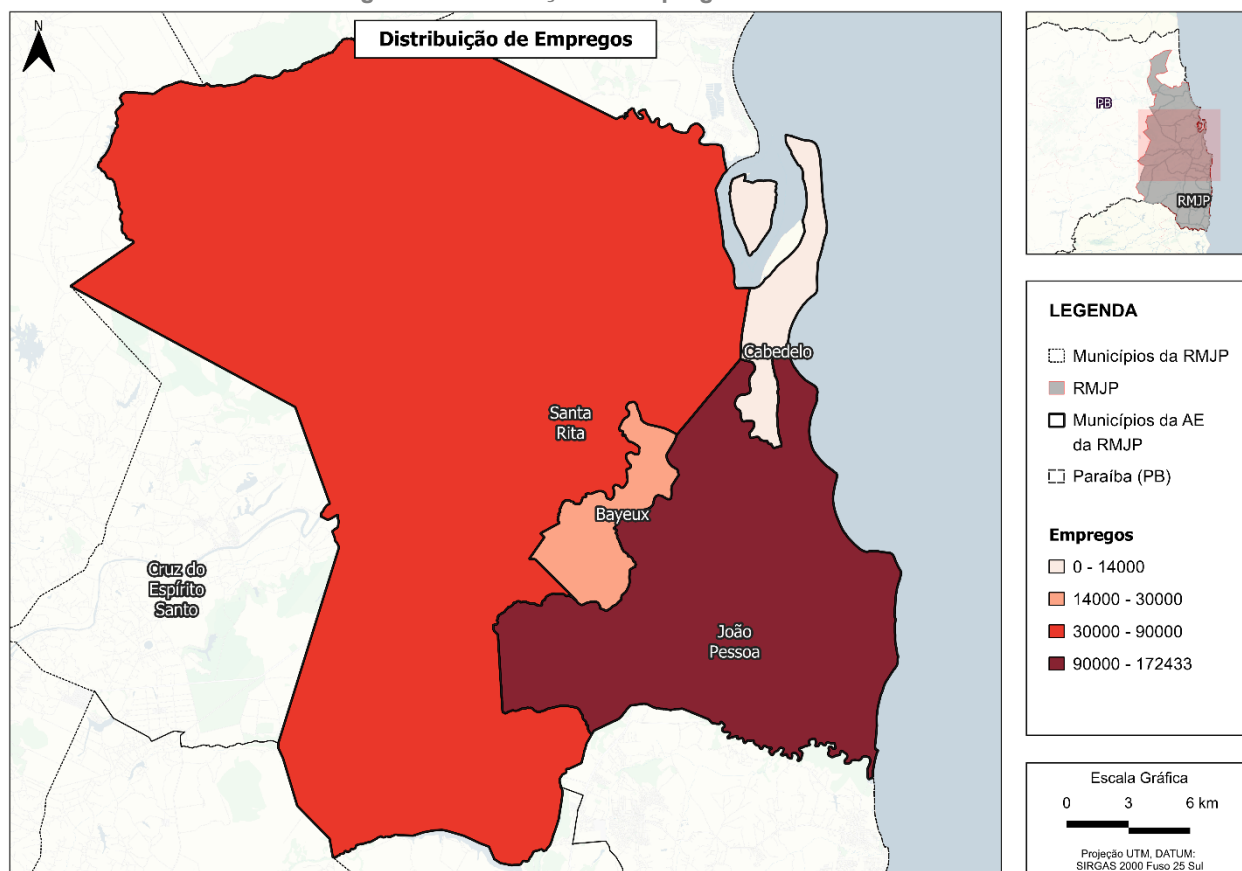 Distribuição de Empregos
N
Cabedelo
Santa
Rita
Bayeux
Cruz do
Espírito
Santo
João
Pessoa
PB
RMJP
LEGENDA
Municípios da RMJP
RMJP
Municípios da AE
da RMJP
Paraíba (PB)
Empregos
0 - 14000
14000 - 30000
30000 - 90000
90000 - 172433
Escala Gráfica
0 3 6 km
Projeção UTM, DATUM:
SIRGAS 2000 Fuso 25 Sul